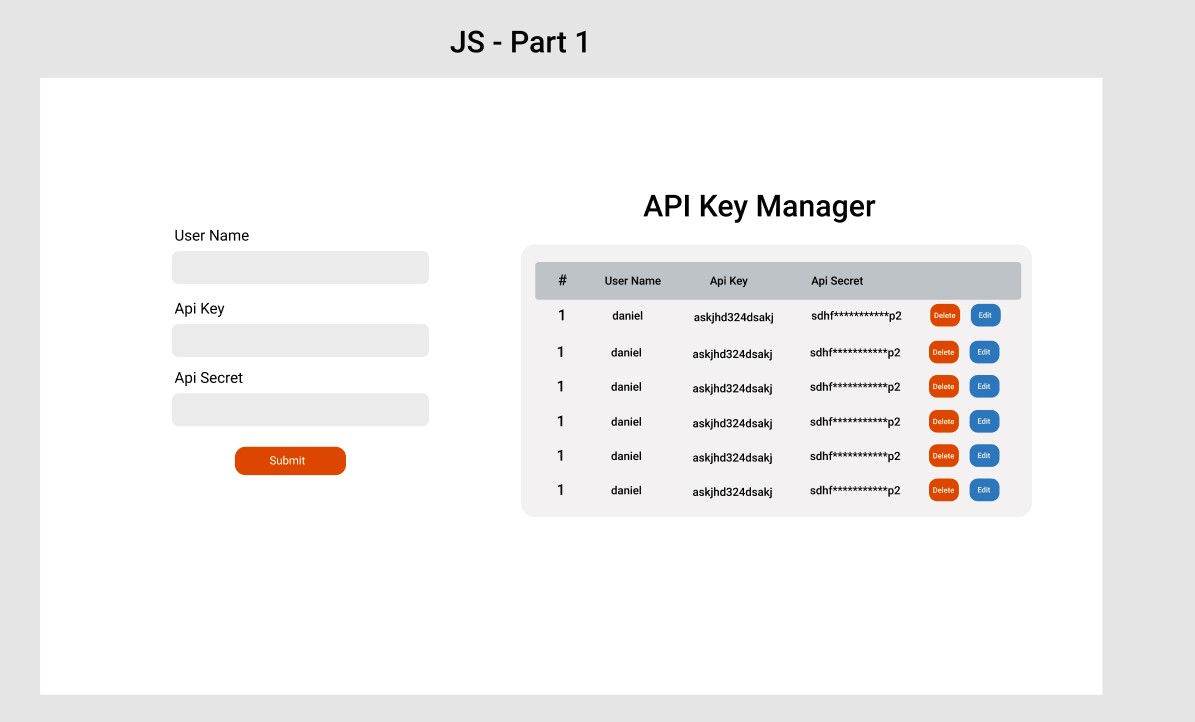 JS - Part 1
User Name
Api Key
Api Secret
Submit
API Key Manager
# User Name Api Key Api Secret
1 daniel askjhd324dsakj sdhf***********p2 Delete Edit
1 daniel askjhd324dsakj sdhf***********p2 Delete Edit
1 daniel askjhd324dsakj sdhf***********p2 Delete Edit
1 daniel askjhd324dsakj sdhf***********p2 Delete Edit
1 daniel askjhd324dsakj sdhf***********p2 Delete Edit
1 daniel askjhd324dsakj sdhf***********p2 Delete Edit